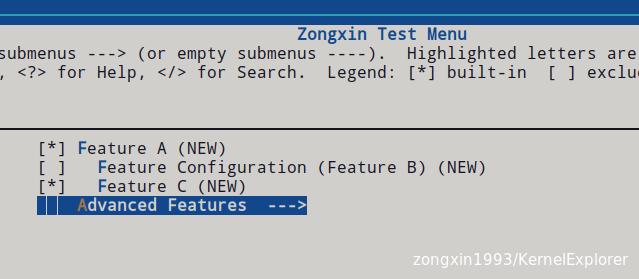 Zongxin Test Menu
submenus ---> (or empty submenus ----).  Highlighted letters are
, <?> for Help, </> for Search.  Legend: [*] built-in  [ ] exclu
[*] Feature A (NEW)
[ ]   Feature Configuration (Feature B) (NEW)
[*]   Feature C (NEW)
Advanced Features  --->
zongxin1993/KernelExplorer